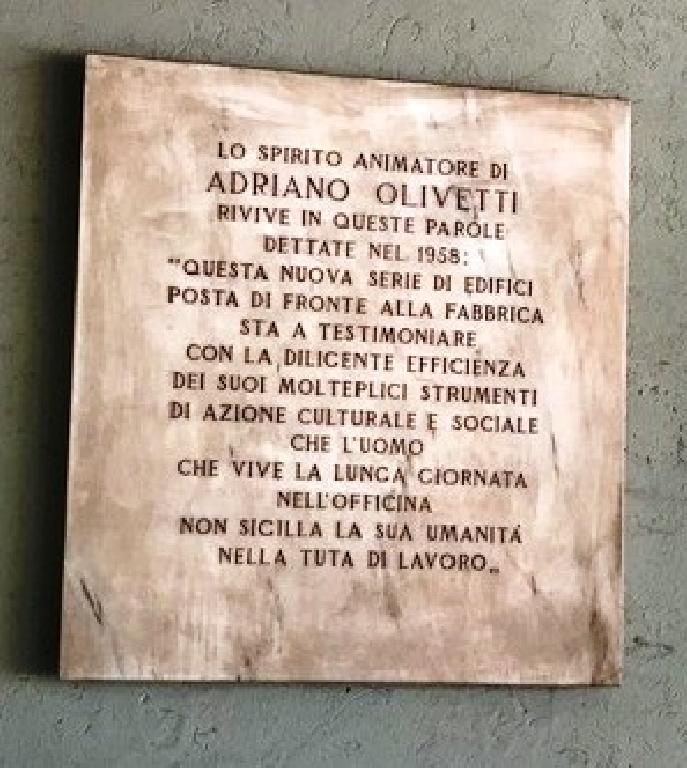 LO SPIRITO ANIMATORE DI
ADRIANO OLIVETTI
RIVIVE IN QUESTE PAROLE
DETTATE NEL 1958:
"QUESTA NUOVA SERIE DI EDIFICI
POSTA DI FRONTE ALLA FABBRICA
STA A TESTIMONIARE
CON LA DILIGENTE EFFICIENZA
DEI SUOI MOLTEPLICI STRUMENTI
DI AZIONE CULTURALE E SOCIALE
CHE L'UOMO
CHE VIVE LA LUNGA GIORNATA
NELL'OFFICINA
NON SIGILLA LA SUA UMANITÁ
NELLA TUTA DI LAVORO„